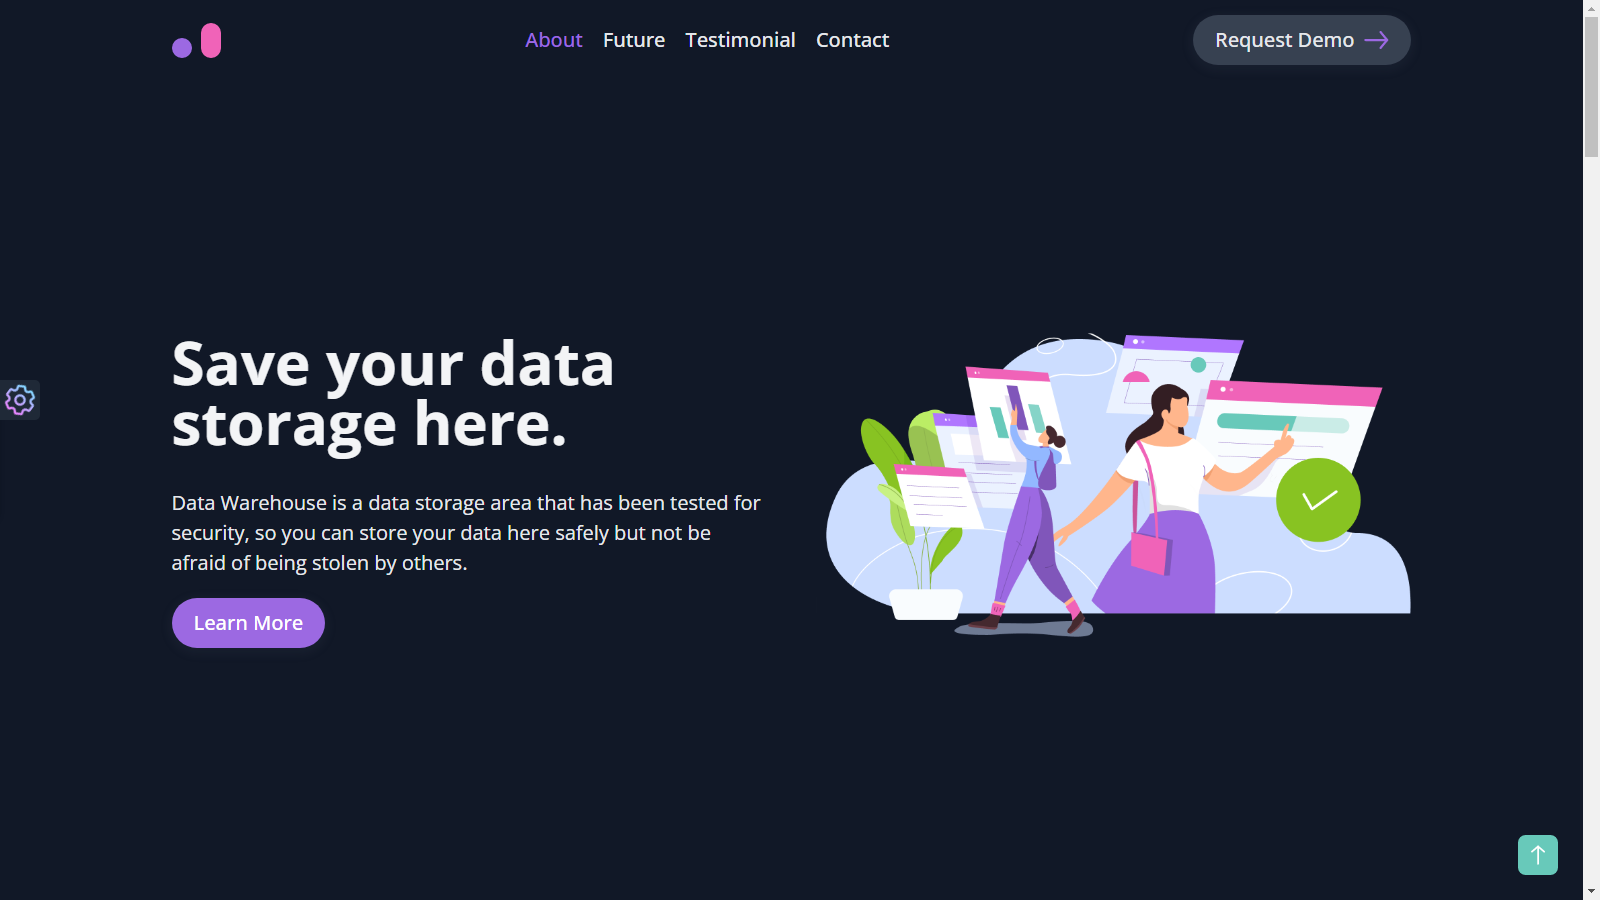 About Future Testimonial Contact Request Demo
Save your data
storage here.
Data Warehouse is a data storage area that has been tested for
security, so you can store your data here safely but not be
afraid of being stolen by others.
Learn More